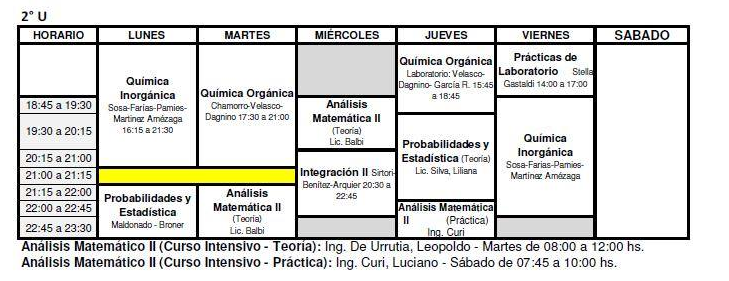 2° U
HORARIO LUNES MARTES MIÉRCOLES JUEVES VIERNES SABADO
Química
Inorgánica
Sosa-Farías-Pamies-
Martinez Amézaga
16:15 a 21:30
Química Orgánica
Chamorro-Velasco-
Dagnino 17:30 a 21:00
Química Orgánica
Laboratorio: Velasco-
Dagnino- García R. 15:45
a 18:45
Prácticas de
Laboratorio Stella
Gastaldi 14:00 a 17:00
18:45 a 19:30
19:30 a 20:15
20:15 a 21:00
21:00 a 21:15
21:15 a 22:00
22:00 a 22:45
22:45 a 23:30
Análisis
Matemática II
(Teoría)
Lic. Balbi
Probabilidades y
Estadística (Teoría)
Lic. Silva, Liliana
Química
Inorgánica
Sosa-Farías-Pamies-
Martínez Amézaga
Integración II Sirtori-
Benítez-Arquier 20:30 a
22:45
Probabilidades y
Estadística
Maldonado - Broner
Análisis
Matemática II
(Teoría)
Lic. Balbi
Análisis Matemática
II (Práctica)
Ing. Curi
Análisis Matemático II (Curso Intensivo - Teoría): Ing. De Urrutia, Leopoldo - Martes de 08:00 a 12:00 hs.
Análisis Matemático II (Curso Intensivo - Práctica): Ing. Curi, Luciano - Sábado de 07:45 a 10:00 hs.